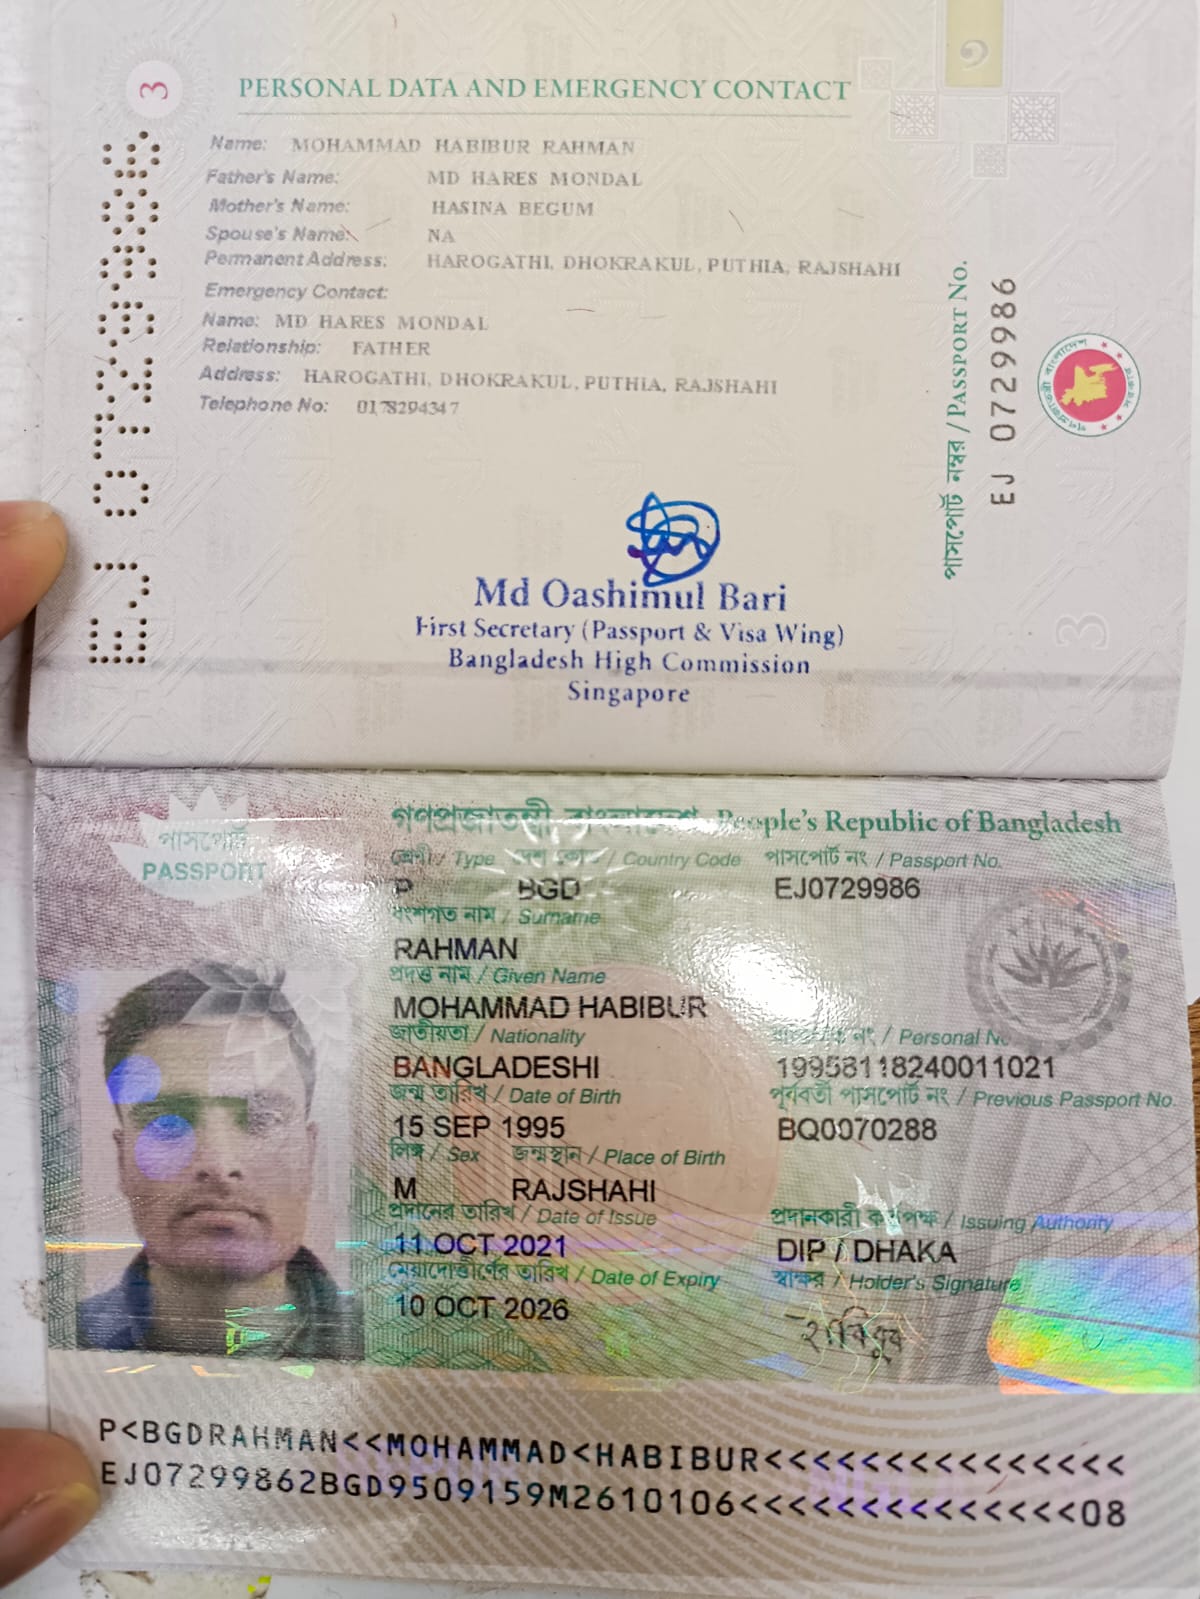 3
PERSONAL DATA AND EMERGENCY CONTACT
Name: MOHAMMAD HABIBUR RAHMAN
Father's Name: MD HARES MONDAL
Mother's Name: HASINA BEGUM
Spouse's Name: NA
Permanent Address: HAROGATHI, DHOKRAKUL, PUTHIA, RAJSHAHI
Emergency Contact:
Name: MD HARES MONDAL
Relationship: FATHER
Address: HAROGATHI, DHOKRAKUL, PUTHIA, RAJSHAHI
Telephone No: 0178294347
EJ 0729986
পাসপোর্ট নম্বর / PASSPORT No.
EJ 0729986
Md Oashimul Bari
First Secretary (Passport & Visa Wing)
Bangladesh High Commission
Singapore
3
গণপ্রজাতন্ত্রী বাংলাদেশ People's Republic of Bangladesh
পাসপোর্ট
PASSPORT
শ্রেণী / Type দেশ কোড / Country Code পাসপোর্ট নং / Passport No.
P BGD EJ0729986
বংশগত নাম / Surname
RAHMAN
প্রদত্ত নাম / Given Name
MOHAMMAD HABIBUR
জাতীয়তা / Nationality নং / Personal No
BANGLADESHI 19958118240011021
জন্ম তারিখ / Date of Birth পূর্ববর্তী পাসপোর্ট নং / Previous Passport No.
15 SEP 1995 BQ0070288
লিঙ্গ / Sex জন্মস্থান / Place of Birth
M RAJSHAHI
প্রদানের তারিখ / Date of Issue প্রদানকারী কর্তৃপক্ষ / Issuing Authority
11 OCT 2021 DIP / DHAKA
মেয়াদোত্তীর্ণের তারিখ / Date of Expiry স্বাক্ষর / Holder's Signature
10 OCT 2026 হাবিবুর
P<BGDRAHMAN<<MOHAMMAD<HABIBUR<<<<<<<<<<<<<<<
EJ07299862BGD9509159M2610106<<<<<<<<<<<<<<08